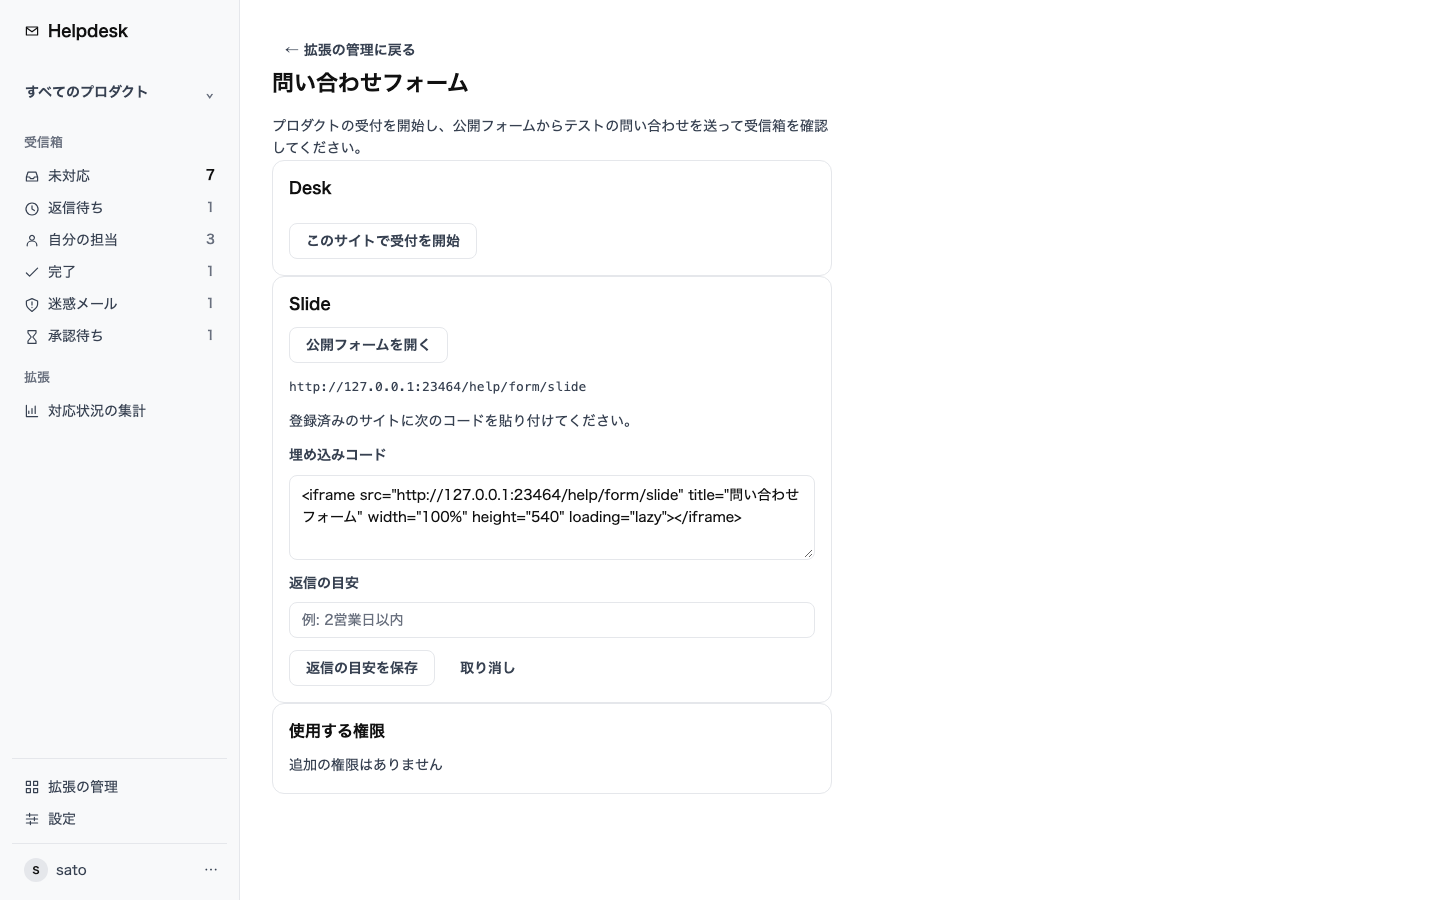 Helpdesk
すべてのプロダクト
受信箱
未対応 7
返信待ち 1
自分の担当 3
完了 1
迷惑メール 1
承認待ち 1
拡張
対応状況の集計
拡張の管理
設定
S sato …
← 拡張の管理に戻る
問い合わせフォーム
プロダクトの受付を開始し、公開フォームからテストの問い合わせを送って受信箱を確認
してください。
Desk
このサイトで受付を開始
Slide
公開フォームを開く
http://127.0.0.1:23464/help/form/slide
登録済みのサイトに次のコードを貼り付けてください。
埋め込みコード
<iframe src="http://127.0.0.1:23464/help/form/slide" title="問い合わせ
フォーム" width="100%" height="540" loading="lazy"></iframe>
返信の目安
例: 2営業日以内
返信の目安を保存 取り消し
使用する権限
追加の権限はありません